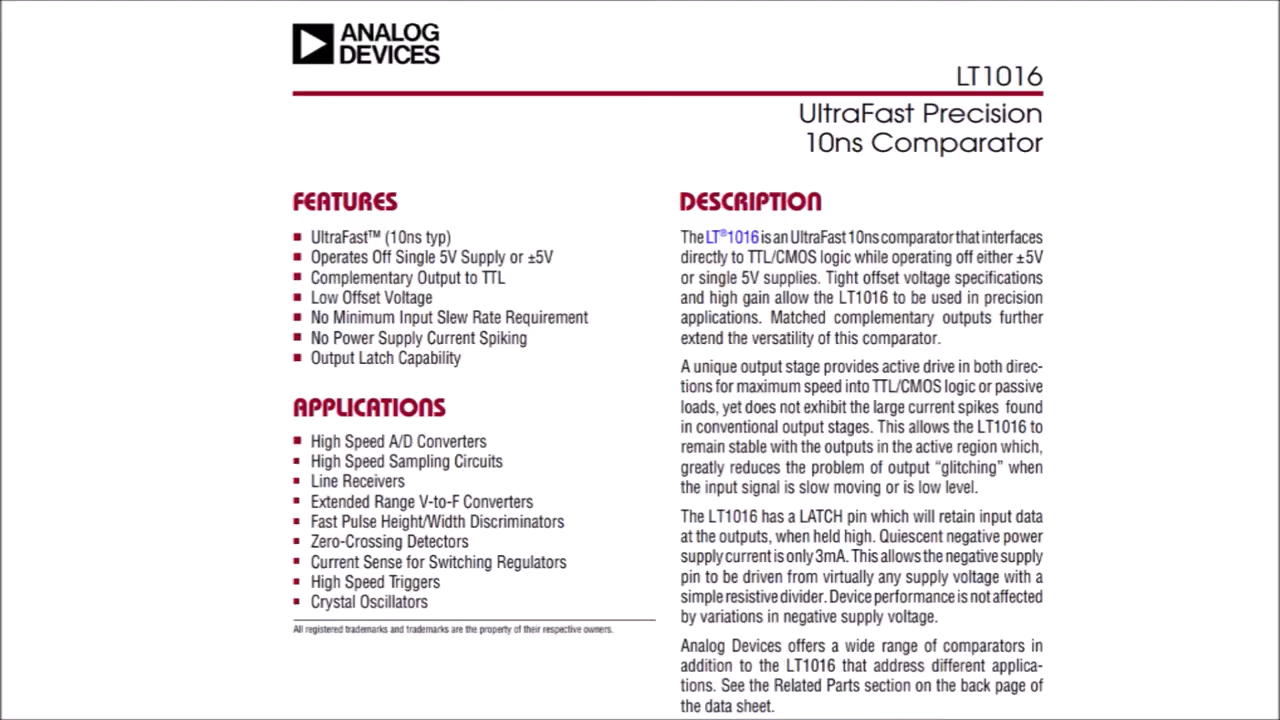 ANALOG
DEVICES
LT1016
UltraFast Precision
10ns Comparator
FEATURES
■ UltraFast™ (10ns typ)
■ Operates Off Single 5V Supply or ±5V
■ Complementary Output to TTL
■ Low Offset Voltage
■ No Minimum Input Slew Rate Requirement
■ No Power Supply Current Spiking
■ Output Latch Capability
APPLICATIONS
■ High Speed A/D Converters
■ High Speed Sampling Circuits
■ Line Receivers
■ Extended Range V-to-F Converters
■ Fast Pulse Height/Width Discriminators
■ Zero-Crossing Detectors
■ Current Sense for Switching Regulators
■ High Speed Triggers
■ Crystal Oscillators
All registered trademarks and trademarks are the property of their respective owners.
DESCRIPTION
The LT®1016 is an UltraFast 10ns comparator that interfaces
directly to TTL/CMOS logic while operating off either ±5V
or single 5V supplies. Tight offset voltage specifications
and high gain allow the LT1016 to be used in precision
applications. Matched complementary outputs further
extend the versatility of this comparator.
A unique output stage provides active drive in both direc-
tions for maximum speed into TTL/CMOS logic or passive
loads, yet does not exhibit the large current spikes found
in conventional output stages. This allows the LT1016 to
remain stable with the outputs in the active region which,
greatly reduces the problem of output “glitching” when
the input signal is slow moving or is low level.
The LT1016 has a LATCH pin which will retain input data
at the outputs, when held high. Quiescent negative power
supply current is only 3mA. This allows the negative supply
pin to be driven from virtually any supply voltage with a
simple resistive divider. Device performance is not affected
by variations in negative supply voltage.
Analog Devices offers a wide range of comparators in
addition to the LT1016 that address different applica-
tions. See the Related Parts section on the back page of
the data sheet.